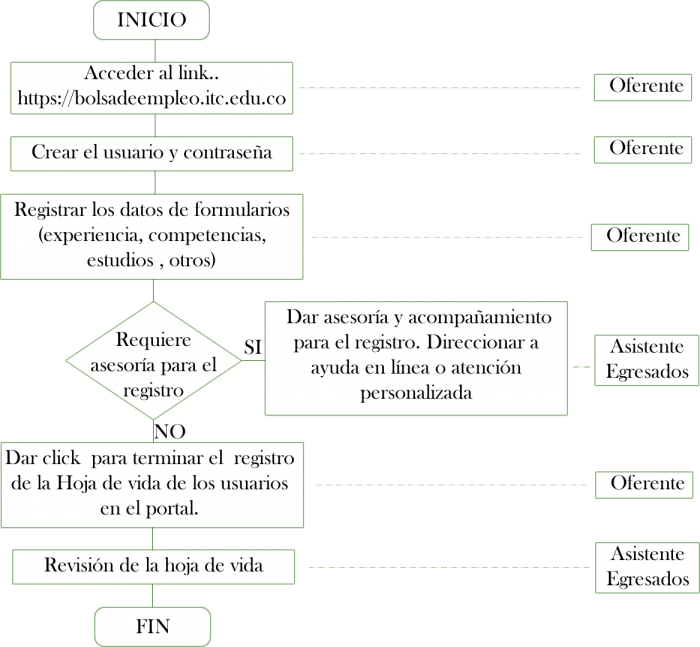 INICIO
Acceder al link..
https://bolsadeempleo.itc.edu.co
Oferente
Crear el usuario y contraseña
Oferente
Registrar los datos de formularios
(experiencia, competencias,
estudios , otros)
Oferente
Requiere
asesoría para el
registro
SI
Dar asesoría y acompañamiento
para el registro. Direccionar a
ayuda en línea o atención
personalizada
Asistente
Egresados
NO
Dar click  para terminar el  registro
de la Hoja de vida de los usuarios
en el portal.
Oferente
Revisión de la hoja de vida
Asistente
Egresados
FIN